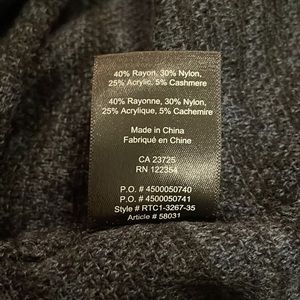 40% Rayon, 30% Nylon,
25% Acrylic, 5% Cashmere
40% Rayonne, 30% Nylon,
25% Acrylique, 5% Cachemire
Made in China
Fabriqué en Chine
CA 23725
RN 122354
P.O. # 4500050740
P.O. # 4500050741
Style # RTC1-3267-35
Article # 58031